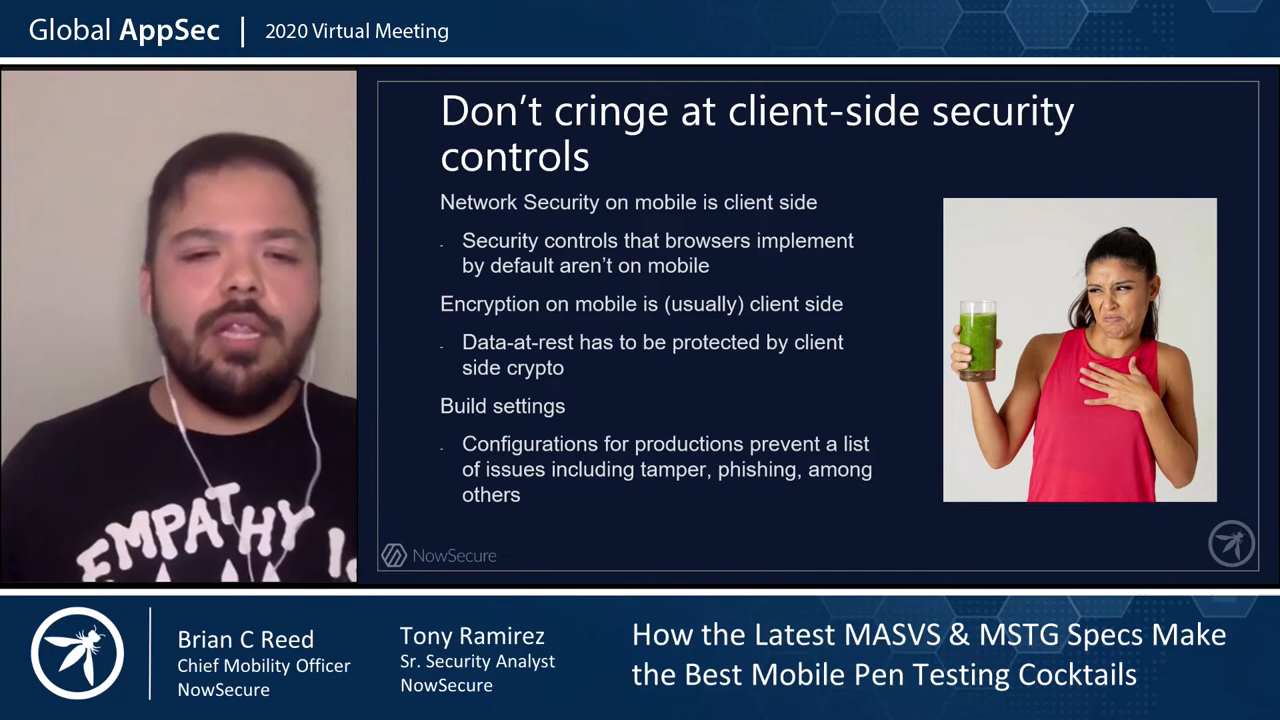 Global AppSec | 2020 Virtual Meeting
Don't cringe at client-side security
controls
Network Security on mobile is client side
- Security controls that browsers implement
by default aren't on mobile
Encryption on mobile is (usually) client side
- Data-at-rest has to be protected by client
side crypto
Build settings
- Configurations for productions prevent a list
of issues including tamper, phishing, among
others
NowSecure
EMPATHY
Brian C Reed
Chief Mobility Officer
NowSecure
Tony Ramirez
Sr. Security Analyst
NowSecure
How the Latest MASVS & MSTG Specs Make
the Best Mobile Pen Testing Cocktails